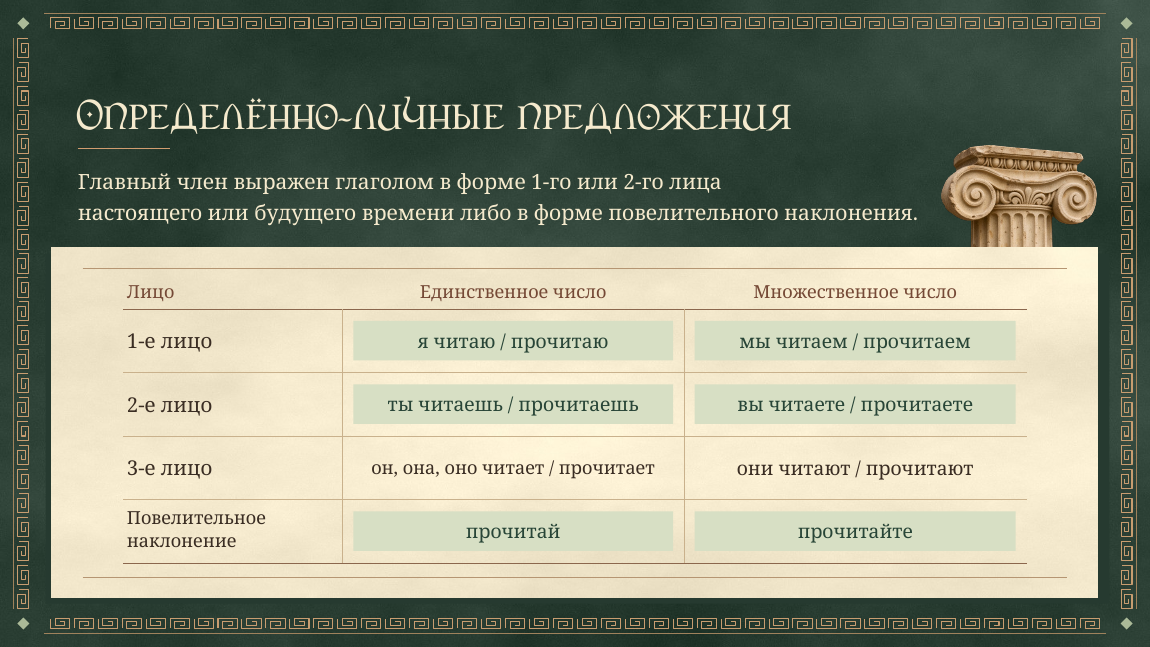 Определённо-личные предложения
Главный член выражен глаголом в форме 1-го или 2-го лица
настоящего или будущего времени либо в форме повелительного наклонения.
Лицо Единственное число Множественное число
1-е лицо я читаю / прочитаю мы читаем / прочитаем
2-е лицо ты читаешь / прочитаешь вы читаете / прочитаете
3-е лицо он, она, оно читает / прочитает они читают / прочитают
Повелительное
наклонение прочитай прочитайте